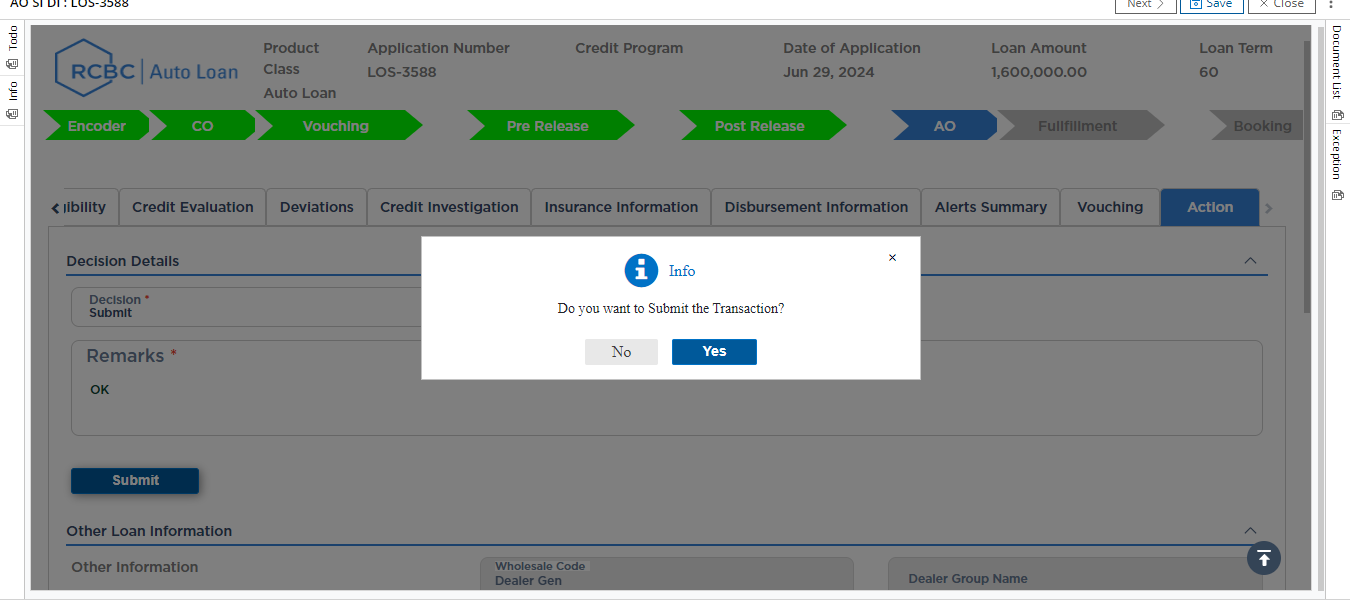 AO SI DI : LOS-3588
Next
Save
Close
Todo
Info
Document List
Exception
RCBC Auto Loan
Product Class
Auto Loan
Application Number
LOS-3588
Credit Program
Date of Application
Jun 29, 2024
Loan Amount
1,600,000.00
Loan Term
60
Encoder
CO
Vouching
Pre Release
Post Release
AO
Fullfillment
Booking
ibility
Credit Evaluation
Deviations
Credit Investigation
Insurance Information
Disbursement Information
Alerts Summary
Vouching
Action
Decision Details
Decision *
Submit
Remarks *
OK
Info
×
Do you want to Submit the Transaction?
No
Yes
Submit
Other Loan Information
Other Information
Wholesale Code
Dealer Gen
Dealer Group Name